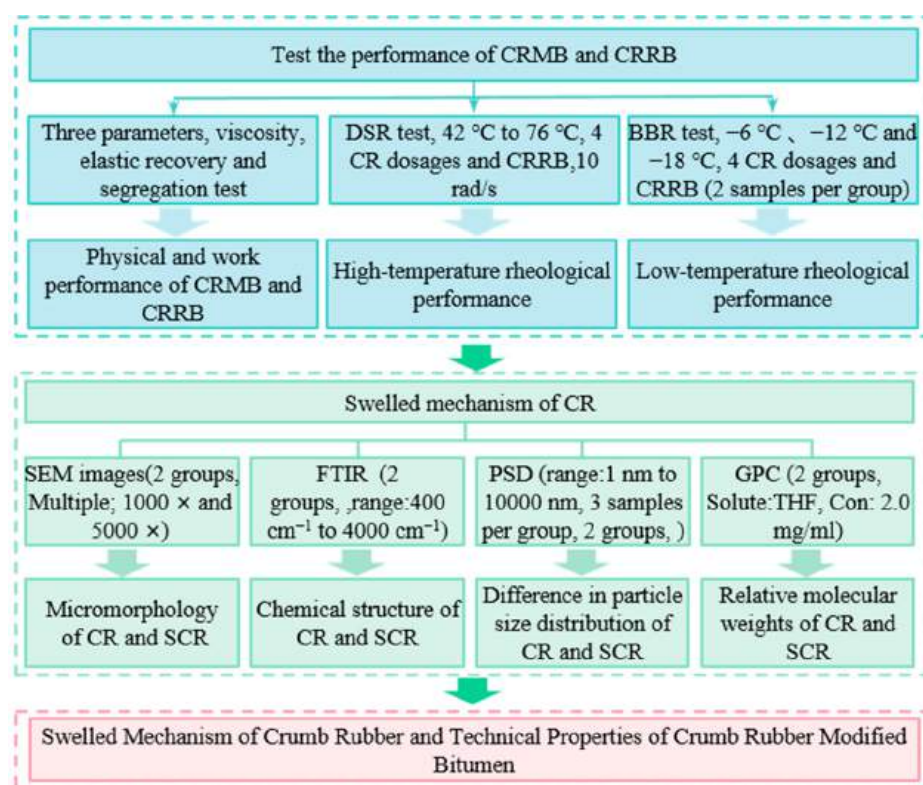 Test the performance of CRMB and CRRB
Three parameters, viscosity,
elastic recovery and
segregation test
DSR test, 42 °C to 76 °C, 4
CR dosages and CRRB,10
rad/s
BBR test, −6 °C 、 −12 °C and
−18 °C, 4 CR dosages and
CRRB (2 samples per group)
Physical and work
performance of CRMB and
CRRB
High-temperature rheological
performance
Low-temperature rheological
performance
Swelled mechanism of CR
SEM images(2 groups,
Multiple; 1000 × and
5000 ×)
FTIR (2
groups, ,range:400
cm⁻¹ to 4000 cm⁻¹)
PSD (range:1 nm to
10000 nm, 3 samples
per group, 2 groups, )
GPC (2 groups,
Solute:THF, Con: 2.0
mg/ml)
Micromorphology
of CR and SCR
Chemical structure of
CR and SCR
Difference in particle
size distribution of
CR and SCR
Relative molecular
weights of CR and
SCR
Swelled Mechanism of Crumb Rubber and Technical Properties of Crumb Rubber Modified
Bitumen